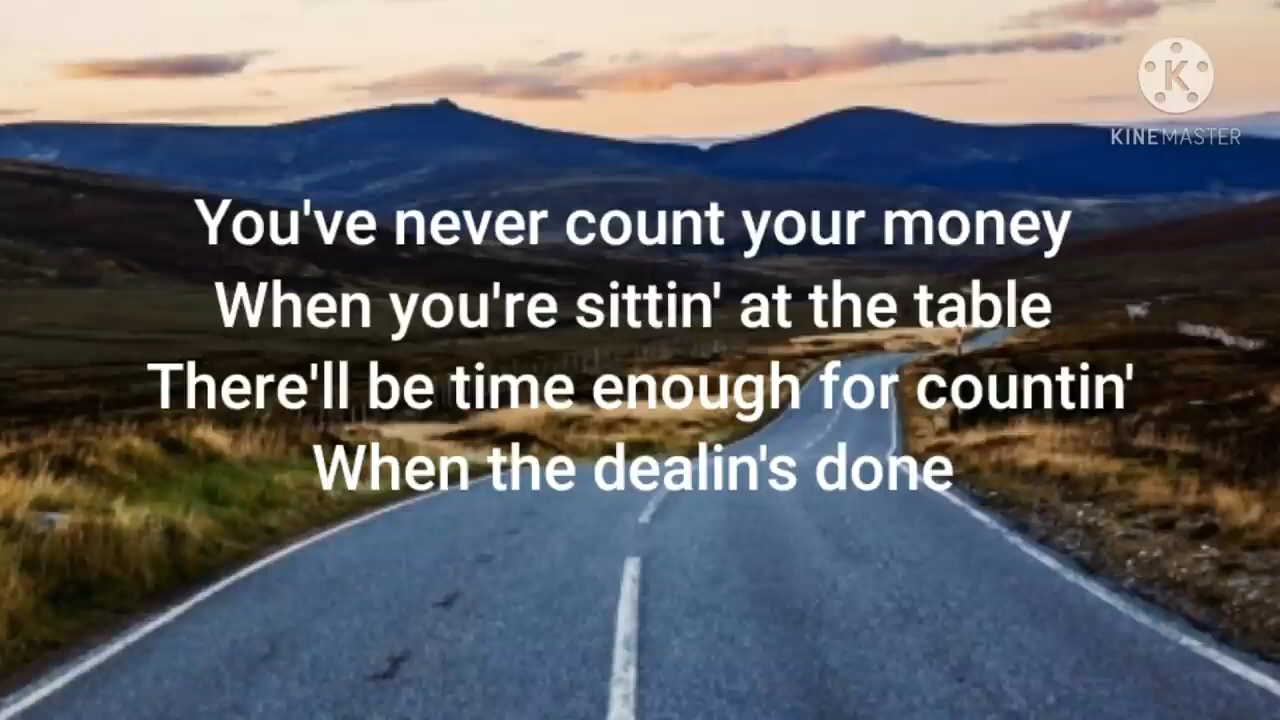 K
KINEMASTER
You've never count your money
When you're sittin' at the table
There'll be time enough for countin'
When the dealin's done